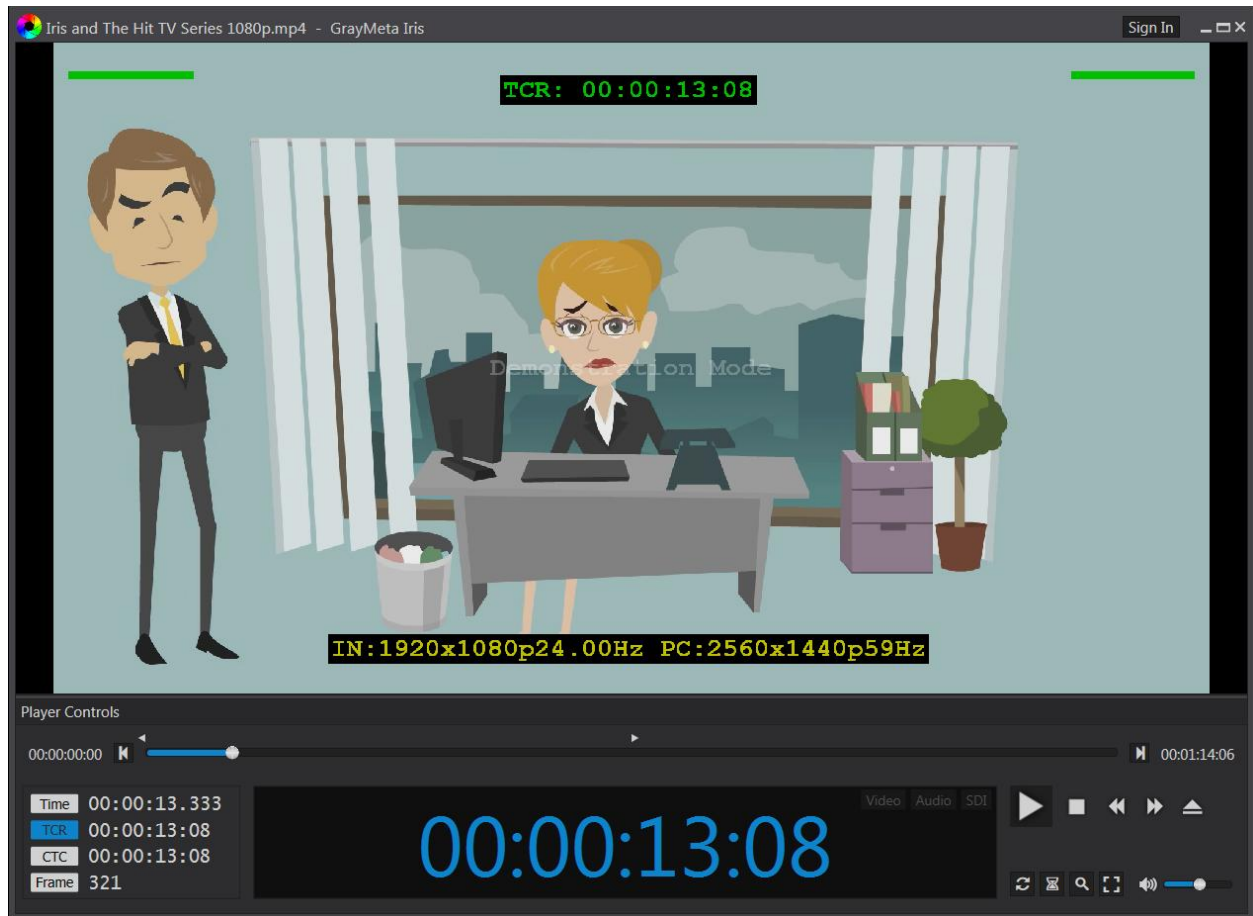 Iris and The Hit TV Series 1080p.mp4 - GrayMeta Iris
Sign In
TCR: 00:00:13:08
Demonstration Mode
IN:1920x1080p24.00Hz PC:2560x1440p59Hz
Player Controls
00:00:00:00
00:01:14:06
Time 00:00:13.333
TCR 00:00:13:08
CTC 00:00:13:08
Frame 321
Video Audio SDI
00:00:13:08